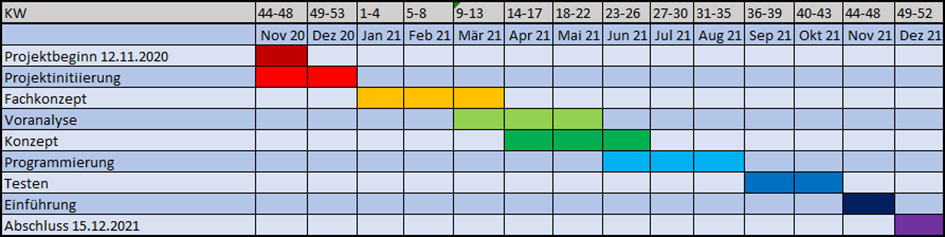 KW 44-48 49-53 1-4 5-8 9-13 14-17 18-22 23-26 27-30 31-35 36-39 40-43 44-48 49-52
Nov 20 Dez 20 Jan 21 Feb 21 Mär 21 Apr 21 Mai 21 Jun 21 Jul 21 Aug 21 Sep 21 Okt 21 Nov 21 Dez 21
Projektbeginn 12.11.2020
Projektinitiierung
Fachkonzept
Voranalyse
Konzept
Programmierung
Testen
Einführung
Abschluss 15.12.2021